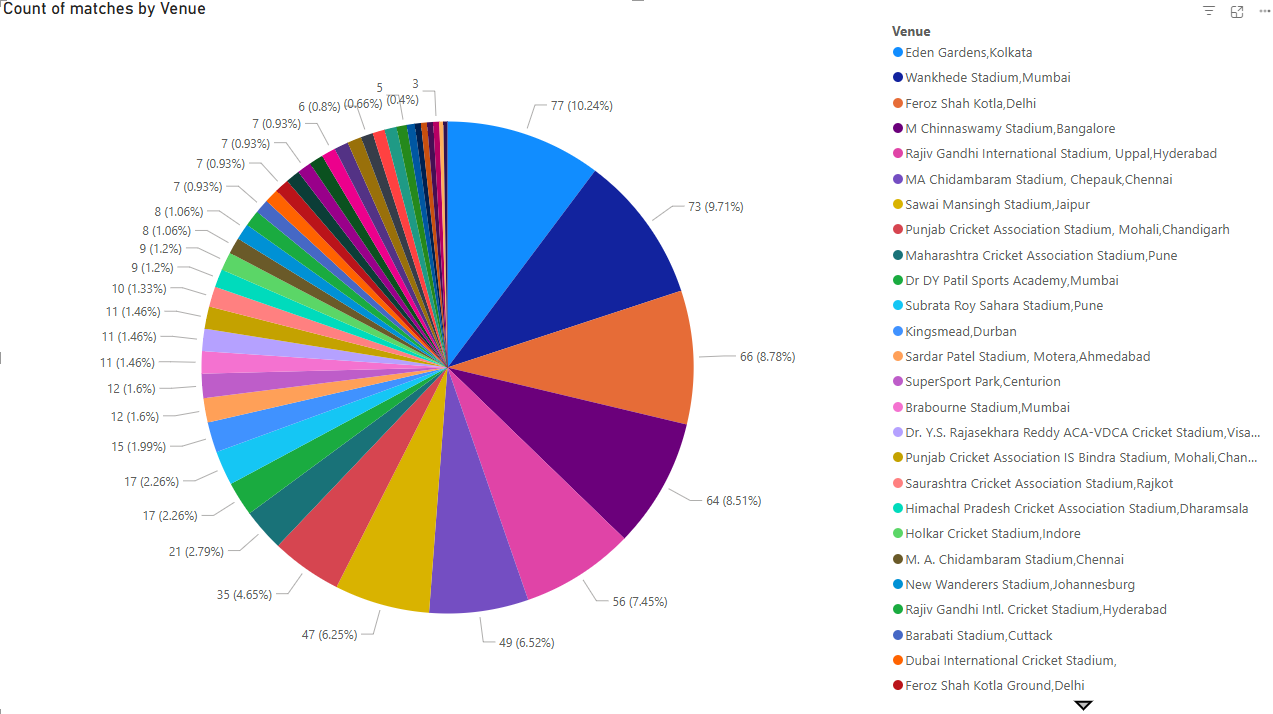 Count of matches by Venue
77 (10.24%)
73 (9.71%)
66 (8.78%)
64 (8.51%)
56 (7.45%)
49 (6.52%)
47 (6.25%)
35 (4.65%)
21 (2.79%)
17 (2.26%)
17 (2.26%)
15 (1.99%)
12 (1.6%)
12 (1.6%)
11 (1.46%)
11 (1.46%)
11 (1.46%)
10 (1.33%)
9 (1.2%)
9 (1.2%)
8 (1.06%)
8 (1.06%)
7 (0.93%)
7 (0.93%)
7 (0.93%)
7 (0.93%)
6 (0.8%)
5
(0.66%)
3
(0.4%)
Venue
Eden Gardens,Kolkata
Wankhede Stadium,Mumbai
Feroz Shah Kotla,Delhi
M Chinnaswamy Stadium,Bangalore
Rajiv Gandhi International Stadium, Uppal,Hyderabad
MA Chidambaram Stadium, Chepauk,Chennai
Sawai Mansingh Stadium,Jaipur
Punjab Cricket Association Stadium, Mohali,Chandigarh
Maharashtra Cricket Association Stadium,Pune
Dr DY Patil Sports Academy,Mumbai
Subrata Roy Sahara Stadium,Pune
Kingsmead,Durban
Sardar Patel Stadium, Motera,Ahmedabad
SuperSport Park,Centurion
Brabourne Stadium,Mumbai
Dr. Y.S. Rajasekhara Reddy ACA-VDCA Cricket Stadium,Visa...
Punjab Cricket Association IS Bindra Stadium, Mohali,Chan...
Saurashtra Cricket Association Stadium,Rajkot
Himachal Pradesh Cricket Association Stadium,Dharamsala
Holkar Cricket Stadium,Indore
M. A. Chidambaram Stadium,Chennai
New Wanderers Stadium,Johannesburg
Rajiv Gandhi Intl. Cricket Stadium,Hyderabad
Barabati Stadium,Cuttack
Dubai International Cricket Stadium,
Feroz Shah Kotla Ground,Delhi